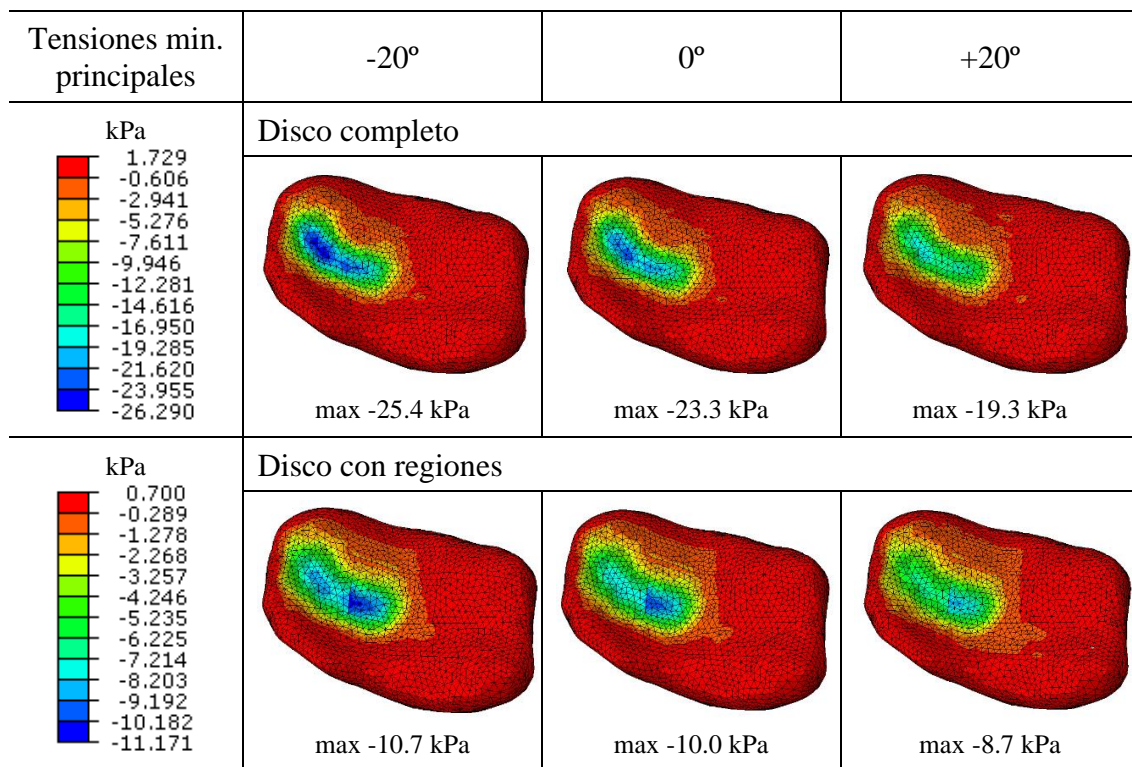 Tensiones min.
principales
-20º
0º
+20º
kPa
1.729
-0.606
-2.941
-5.276
-7.611
-9.946
-12.281
-14.616
-16.950
-19.285
-21.620
-23.955
-26.290
Disco completo
max -25.4 kPa
max -23.3 kPa
max -19.3 kPa
kPa
0.700
-0.289
-1.278
-2.268
-3.257
-4.246
-5.235
-6.225
-7.214
-8.203
-9.192
-10.182
-11.171
Disco con regiones
max -10.7 kPa
max -10.0 kPa
max -8.7 kPa